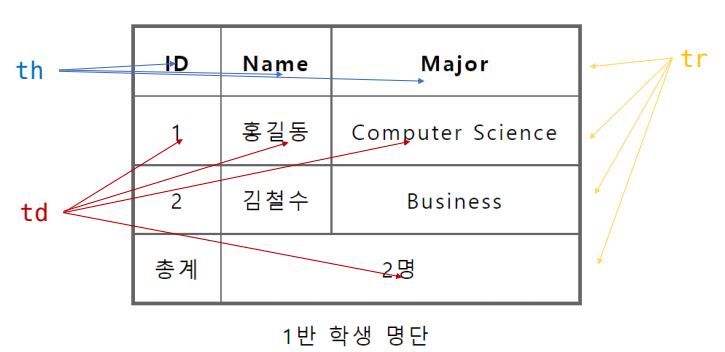 th
tr
td
ID Name Major
1 홍길동 Computer Science
2 김철수 Business
총계 2명
1반 학생 명단